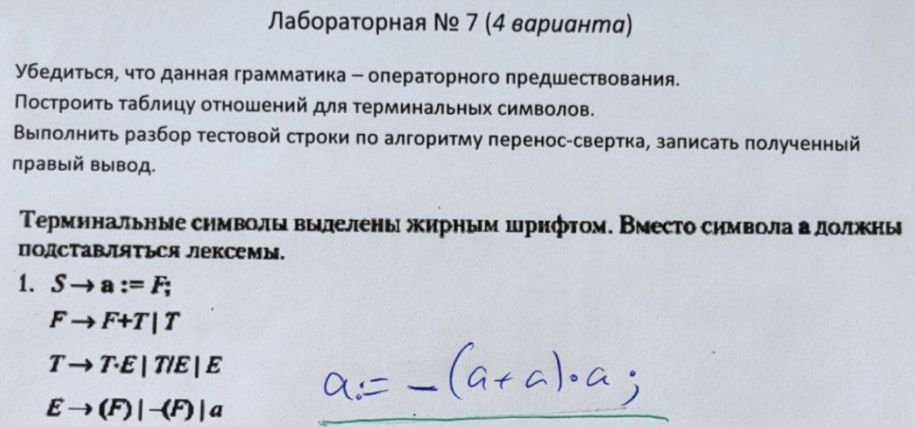 Лабораторная № 7 (4 варианта)
Убедиться, что данная грамматика – операторного предшествования.
Построить таблицу отношений для терминальных символов.
Выполнить разбор тестовой строки по алгоритму перенос-свертка, записать полученный
правый вывод.
Терминальные символы выделены жирным шрифтом. Вместо символа а должны
подставляться лексемы.
1. S → a := F;
F → F+T | T
T → T·E | T/E | E
E → (F) | -(F) | a
a:= -(a+a)·a;